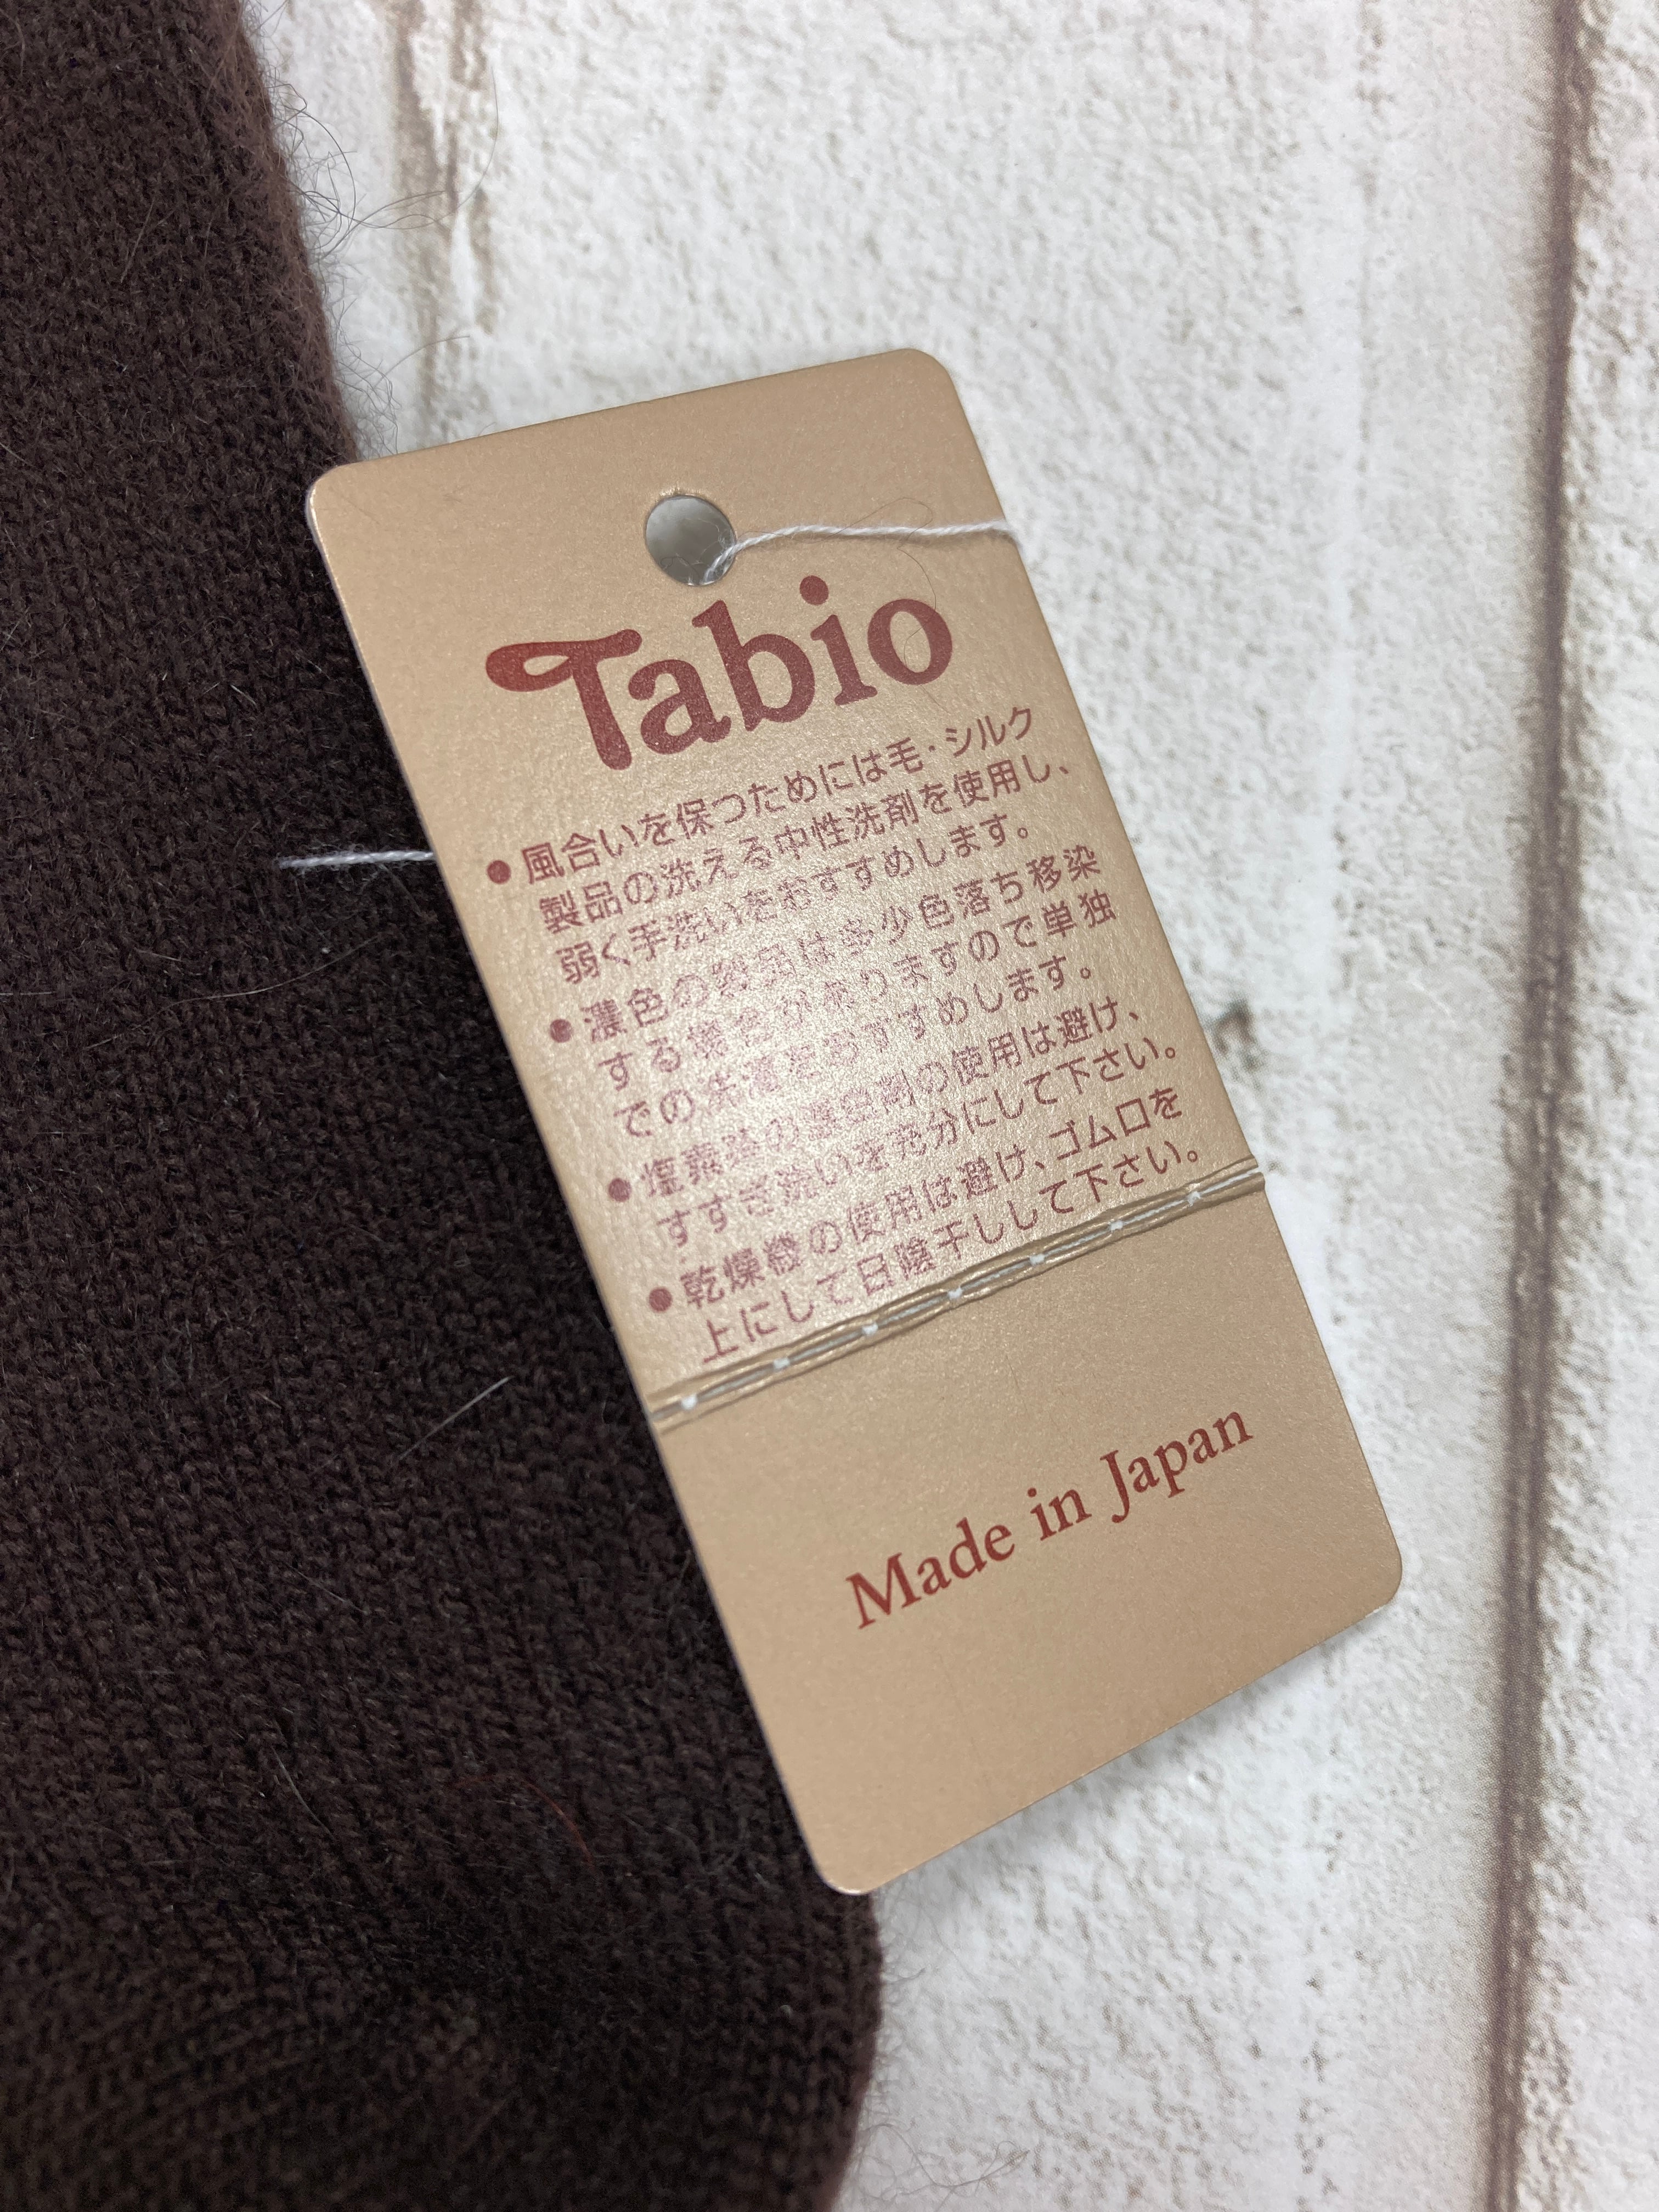 Tabio
● 風合いを保つためには毛・シルク
製品の洗える中性洗剤を使用し、
弱く手洗いをおすすめします。
● 濃色の製品は多少色落ち移染
する場合がありますので単独
での洗濯をおすすめします。
● 塩素系の漂白剤の使用は避け、
すすぎ洗いを充分にして下さい。
● 乾燥機の使用は避け、ゴム口を
上にして日陰干しして下さい。
Made in Japan